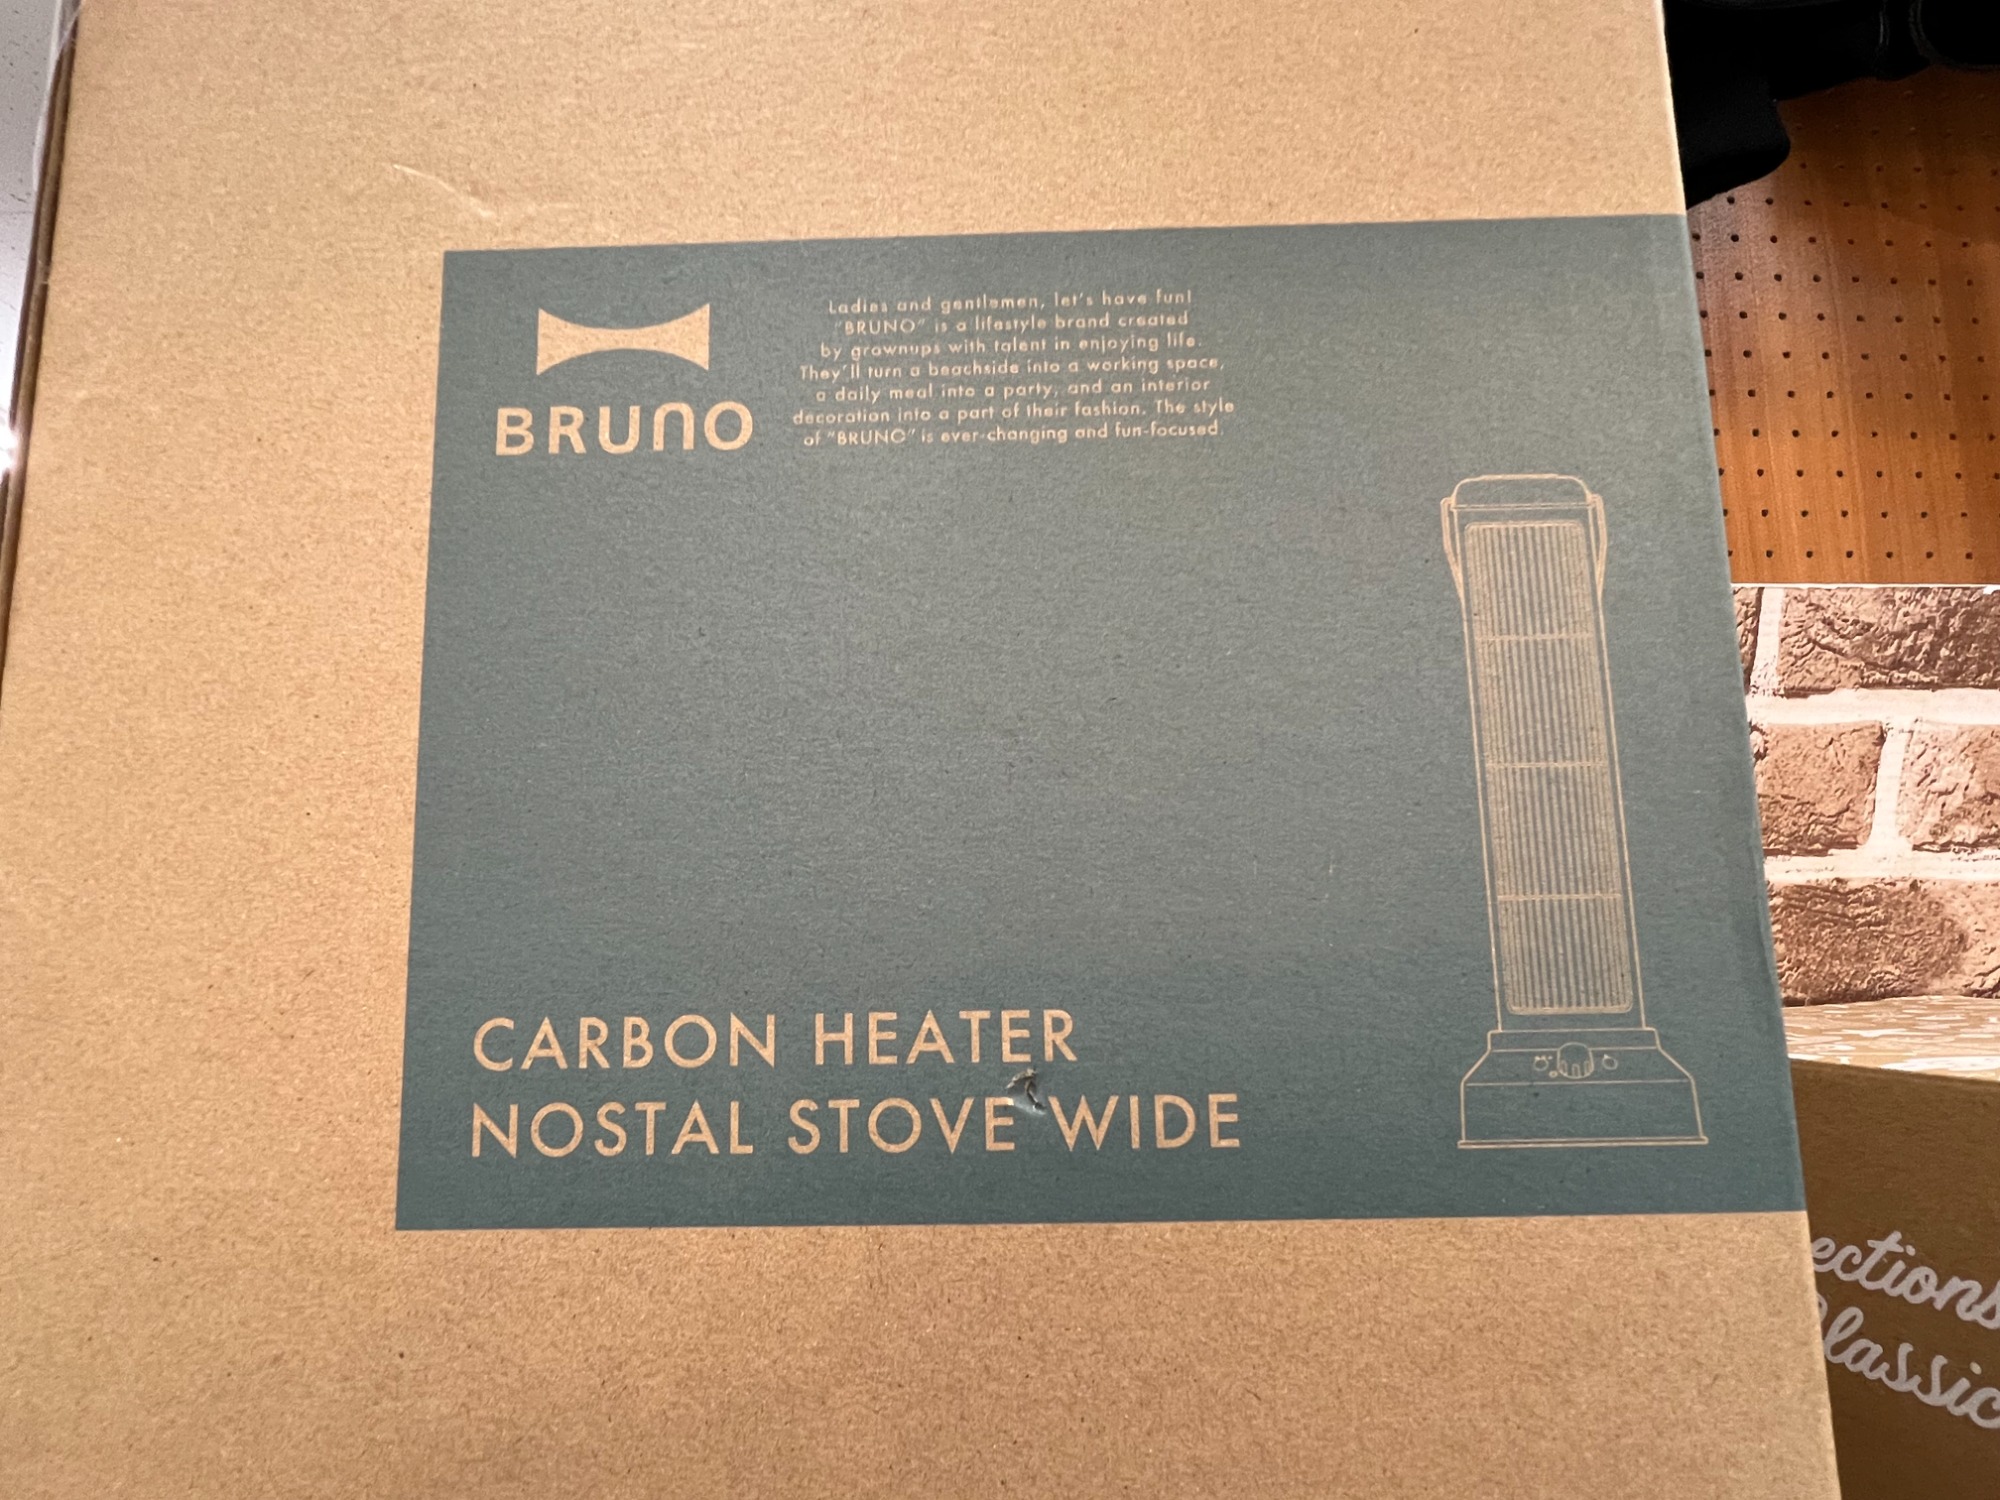 BRUNO
Ladies and gentlemen, let's have fun!
"BRUNO" is a lifestyle brand created
by grownups with talent in enjoying life.
They'll turn a beachside into a working space,
a daily meal into a party, and an interior
decoration into a part of their fashion. The style
of "BRUNO" is ever-changing and fun-focused.
CARBON HEATER
NOSTAL STOVE WIDE
ections
Classic